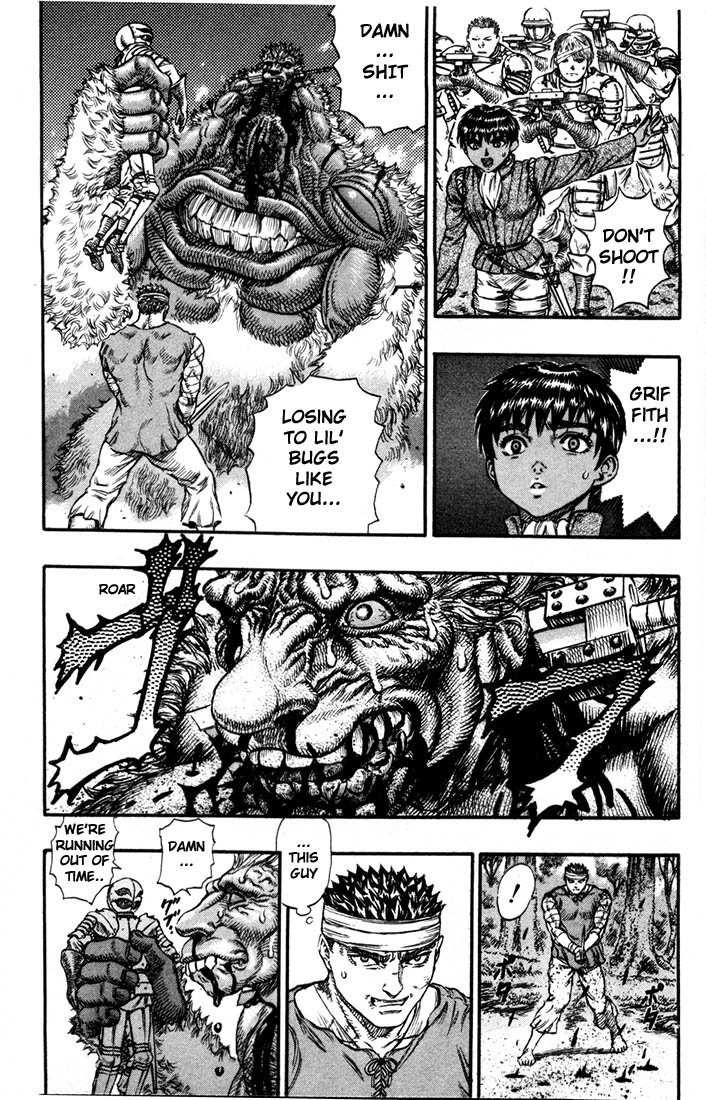 DON'T
SHOOT
!!
DAMN
...
SHIT
...
LOSING
TO LIL'
BUGS
LIKE
YOU...
GRIF
FITH
...!!
ROAR
!
...
THIS
GUY
DAMN
...
WE'RE
RUNNING
OUT OF
TIME..